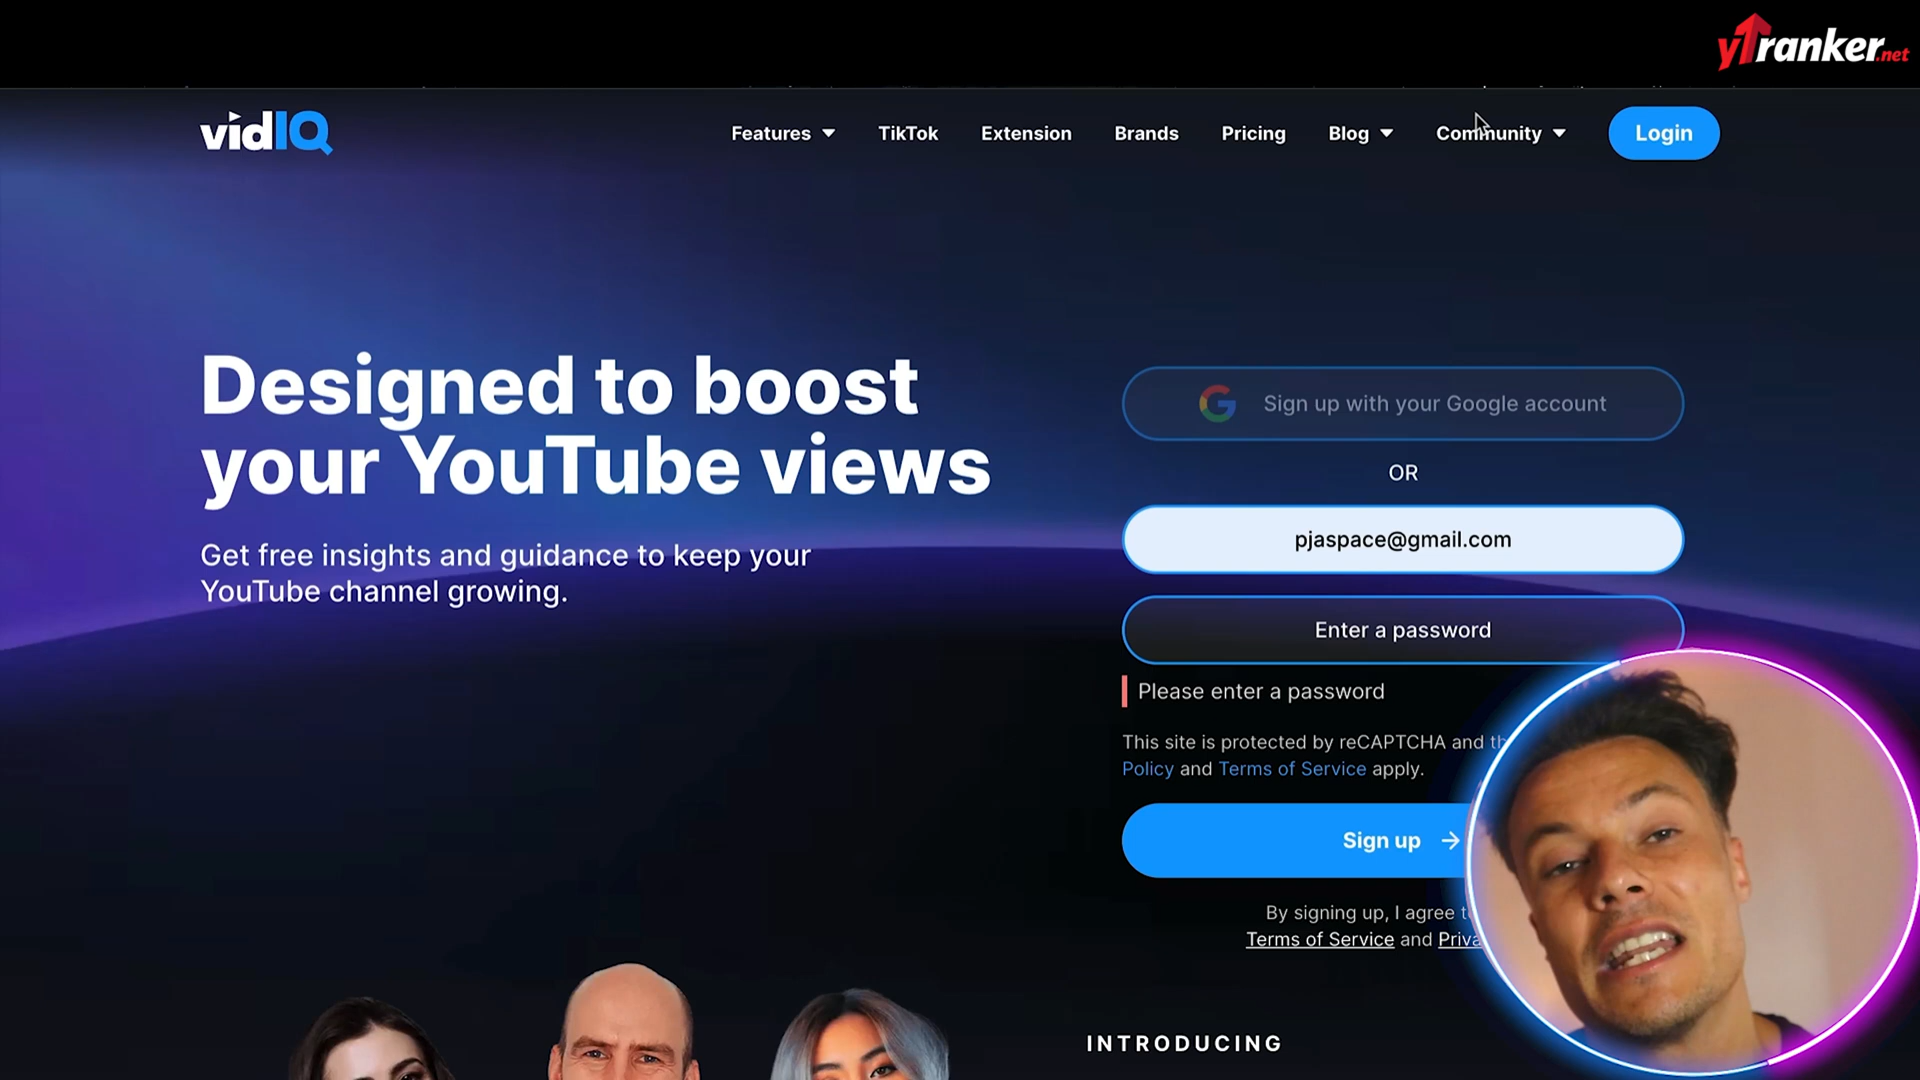 yTranker.net
vidIQ
Features TikTok Extension Brands Pricing Blog Community Login
Designed to boost
your YouTube views
Get free insights and guidance to keep your
YouTube channel growing.
Sign up with your Google account
OR
pjaspace@gmail.com
Enter a password
Please enter a password
This site is protected by reCAPTCHA and
Policy and Terms of Service apply.
Sign up
By signing up, I agree
Terms of Service and
INTRODUCING